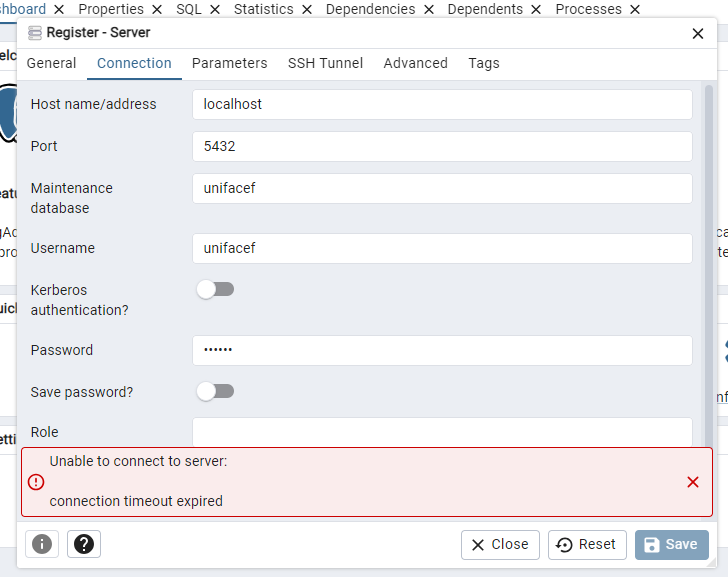 shboard Properties SQL Statistics Dependencies Dependents Processes
Register - Server
General Connection Parameters SSH Tunnel Advanced Tags
Host name/address
localhost
Port
5432
Maintenance
database
unifacef
Username
unifacef
Kerberos
authentication?
Password
••••••
Save password?
Role
Unable to connect to server:
connection timeout expired
Close Reset Save